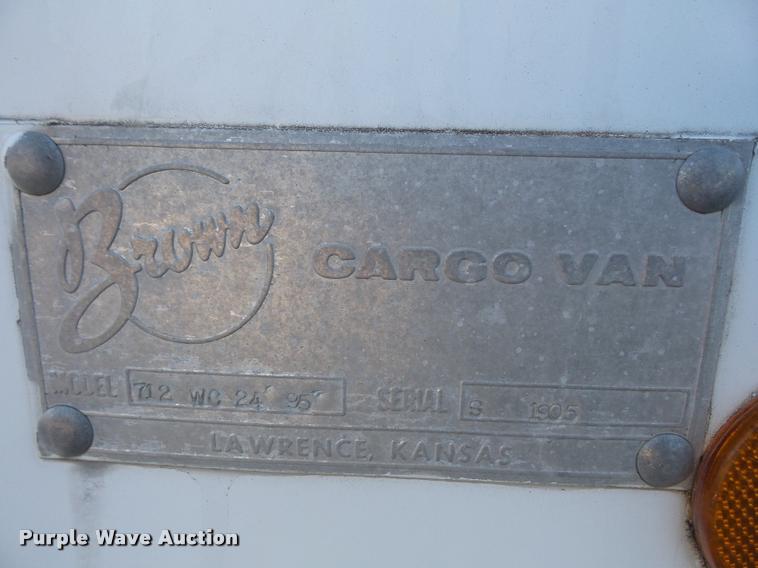 Brown CARGO VAN
MODEL 712 WC 24' 95" SERIAL S 1905
LAWRENCE, KANSAS
Purple Wave Auction